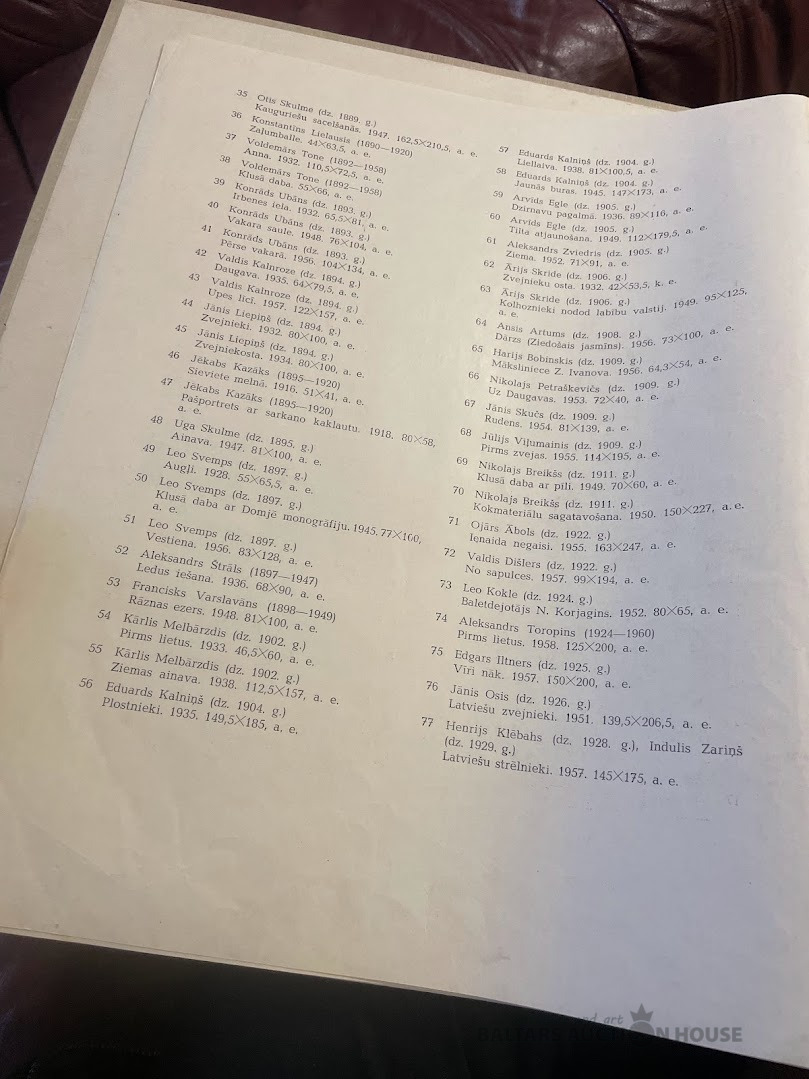 35 Otis Skulme (dz. 1889. g.)
Kauguriešu sacelšanās. 1947. 162,5×210,5, a. e.
36 Konstantīns Lielausis (1890—1920)
Zaļumballe. 44×63,5, a. e.
37 Voldemārs Tone (1892—1958)
Anna. 1932. 110,5×72,5, a. e.
38 Voldemārs Tone (1892—1958)
Klusā daba. 55×66, a. e.
39 Konrāds Ubāns (dz. 1893. g.)
Irbenes iela. 1932. 65,5×81, a. e.
40 Konrāds Ubāns (dz. 1893. g.)
Vakara saule. 1948. 76×104, a. e.
41 Konrāds Ubāns (dz. 1893. g.)
Pērse vakarā. 1956. 104×134, a. e.
42 Valdis Kalnroze (dz. 1894. g.)
Daugava. 1935. 64×79,5, a. e.
43 Valdis Kalnroze (dz. 1894. g.)
Upes līcī. 1957. 122×157, a. e.
44 Jānis Liepiņš (dz. 1894. g.)
Zvejnieki. 1932. 80×100, a. e.
45 Jānis Liepiņš (dz. 1894. g.)
Zvejniekosta. 1934. 80×100, a. e.
46 Jēkabs Kazāks (1895—1920)
Sieviete melnā. 1916. 51×41, a. e.
47 Jēkabs Kazāks (1895—1920)
Pašportrets ar sarkano kaklautu. 1918. 80×58,
a. e.
48 Uga Skulme (dz. 1895. g.)
Ainava. 1947. 81×100, a. e.
49 Leo Svemps (dz. 1897. g.)
Augļi. 1928. 55×65,5, a. e.
50 Leo Svemps (dz. 1897. g.)
Klusā daba ar Domjē monogrāfiju. 1945. 77×100,
a. e.
51 Leo Svemps (dz. 1897. g.)
Vestiena. 1956. 83×128, a. e.
52 Aleksandrs Štrāls (1897—1947)
Ledus iešana. 1936. 68×90, a. e.
53 Francisks Varslavāns (1898—1949)
Rāznas ezers. 1948. 81×100, a. e.
54 Kārlis Melbārzdis (dz. 1902. g.)
Pirms lietus. 1933. 46,5×60, a. e.
55 Kārlis Melbārzdis (dz. 1902. g.)
Ziemas ainava. 1938. 112,5×157, a. e.
56 Eduards Kalniņš (dz. 1904. g.)
Plostnieki. 1935. 149,5×185, a. e.
57 Eduards Kalniņš (dz. 1904. g.)
Liellaiva. 1938. 81×100,5, a. e.
58 Eduards Kalniņš (dz. 1904. g.)
Jaunās buras. 1945. 147×173, a. e.
59 Arvīds Egle (dz. 1905. g.)
Dzirnavu pagalmā. 1936. 89×116, a. e.
60 Arvīds Egle (dz. 1905. g.)
Tilta atjaunošana. 1949. 112×179,5, a. e.
61 Aleksandrs Zviedris (dz. 1905. g.)
Ziema. 1952. 71×91, a. e.
62 Ārijs Skride (dz. 1906. g.)
Zvejnieku osta. 1932. 42×53,5, k. e.
63 Ārijs Skride (dz. 1906. g.)
Kolhoznieki nodod labību valstij. 1949. 95×125,
a. e.
64 Ansis Artums (dz. 1908. g.)
Dārzs (Ziedošais jasmīns). 1956. 73×100, a. e.
65 Harijs Bobinskis (dz. 1909. g.)
Māksliniece Z. Ivanova. 1956. 64,3×54, a. e.
66 Nikolajs Petraškevičs (dz. 1909. g.)
Uz Daugavas. 1953. 72×40, a. e.
67 Jānis Skučs (dz. 1909. g.)
Rudens. 1954. 81×139, a. e.
68 Jūlijs Viļumainis (dz. 1909. g.)
Pirms zvejas. 1955. 114×195, a. e.
69 Nikolajs Breikšs (dz. 1911. g.)
Klusā daba ar pīli. 1949. 70×60, a. e.
70 Nikolajs Breikšs (dz. 1911. g.)
Kokmateriālu sagatavošana. 1950. 150×227, a. e.
71 Ojārs Ābols (dz. 1922. g.)
Ienaida negaisi. 1955. 163×247, a. e.
72 Valdis Dišlers (dz. 1922. g.)
No sapulces. 1957. 99×194, a. e.
73 Leo Kokle (dz. 1924. g.)
Baletdejotājs N. Korjagins. 1952. 80×65, a. e.
74 Aleksandrs Toropins (1924—1960)
Pirms lietus. 1958. 125×200, a. e.
75 Edgars Iltners (dz. 1925. g.)
Vīri nāk. 1957. 150×200, a. e.
76 Jānis Osis (dz. 1926. g.)
Latviešu zvejnieki. 1951. 139,5×206,5, a. e.
77 Henrijs Klēbahs (dz. 1928. g.), Indulis Zariņš
(dz. 1929. g.)
Latviešu strēlnieki. 1957. 145×175, a. e.
and art
BALTARS AUCTION HOUSE